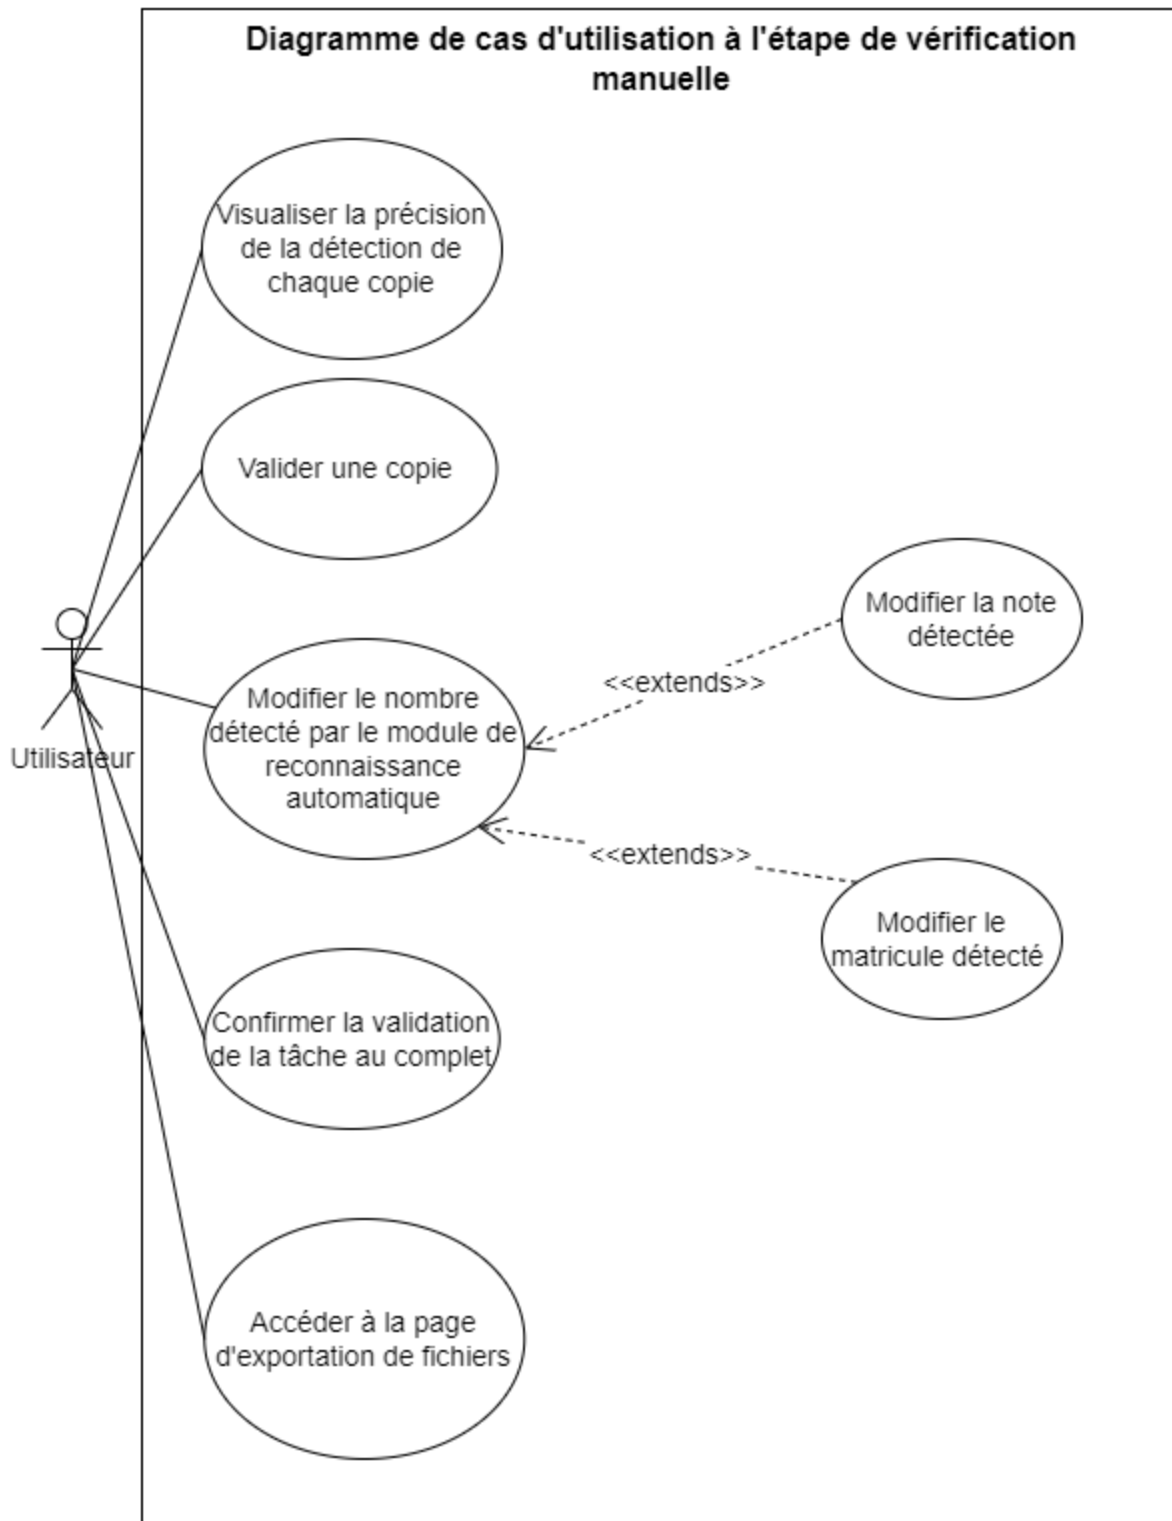 Diagramme de cas d'utilisation à l'étape de vérification
manuelle
Visualiser la précision
de la détection de
chaque copie
Valider une copie
Modifier la note
détectée
<<extends>>
Modifier le nombre
détecté par le module de
reconnaissance
automatique
Utilisateur
<<extends>>
Modifier le
matricule détecté
Confirmer la validation
de la tâche au complet
Accéder à la page
d'exportation de fichiers